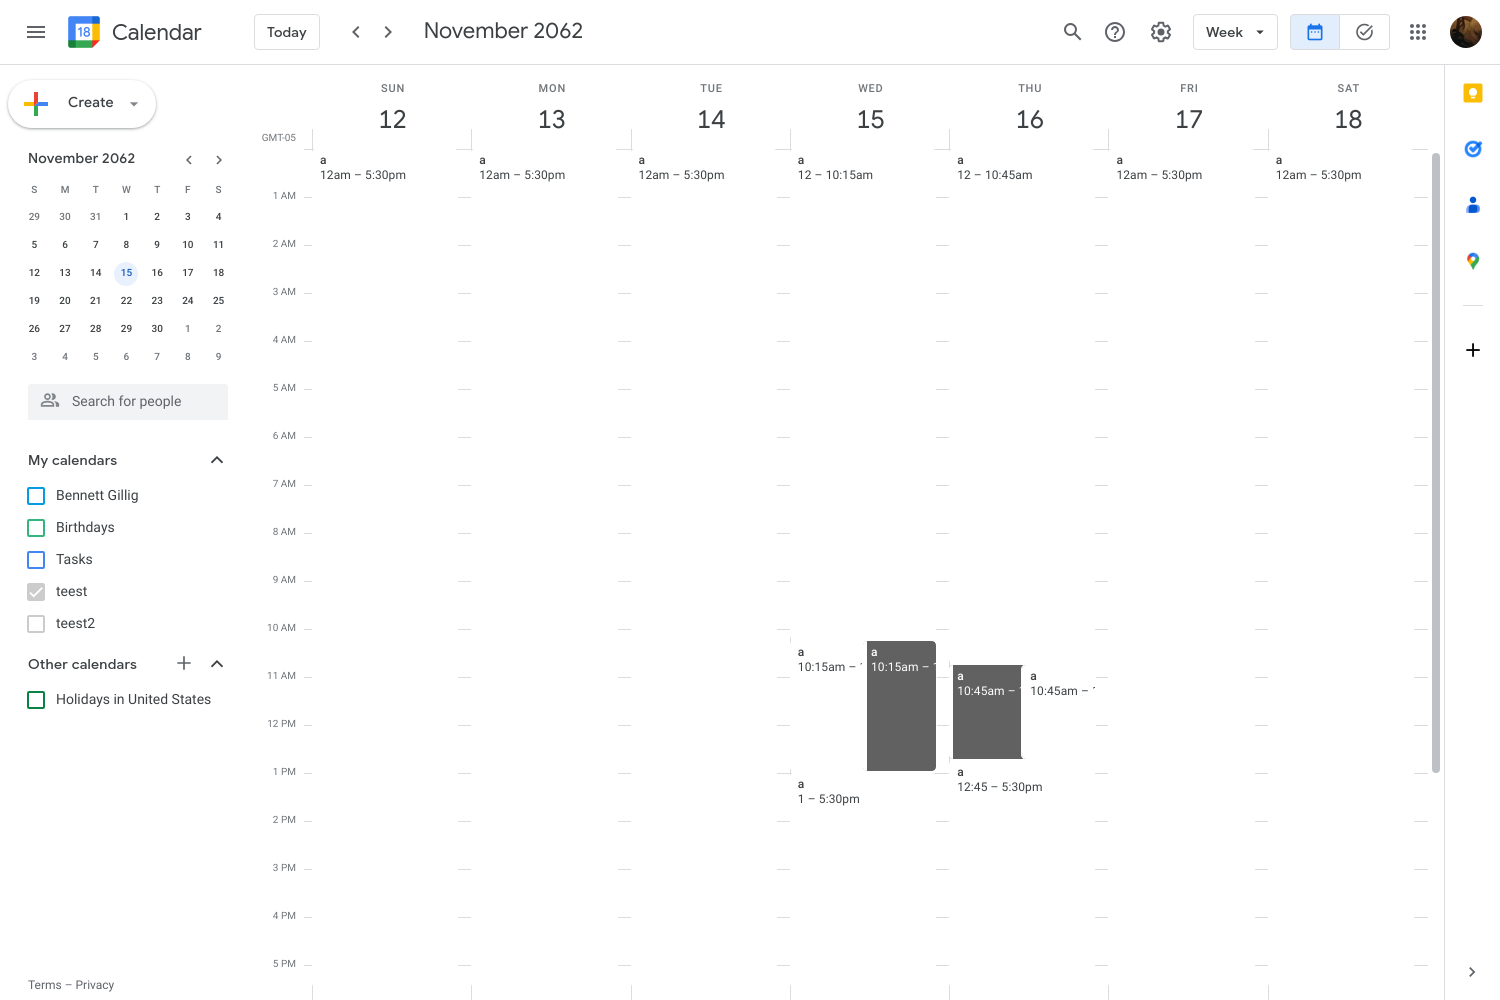 18 Calendar Today November 2062 Week
Create
November 2062
S M T W T F S
29 30 31 1 2 3 4
5 6 7 8 9 10 11
12 13 14 15 16 17 18
19 20 21 22 23 24 25
26 27 28 29 30 1 2
3 4 5 6 7 8 9
Search for people
My calendars
Bennett Gillig
Birthdays
Tasks
teest
teest2
Other calendars
Holidays in United States
Terms – Privacy
SUN MON TUE WED THU FRI SAT
12 13 14 15 16 17 18
GMT-05
a a a a a a a
12am – 5:30pm 12am – 5:30pm 12am – 5:30pm 12 – 10:15am 12 – 10:45am 12am – 5:30pm 12am – 5:30pm
1 AM
2 AM
3 AM
4 AM
5 AM
6 AM
7 AM
8 AM
9 AM
10 AM
a a
10:15am – 10:15am –
11 AM
a a
10:45am – 10:45am –
12 PM
1 PM
a
12:45 – 5:30pm
a
1 – 5:30pm
2 PM
3 PM
4 PM
5 PM